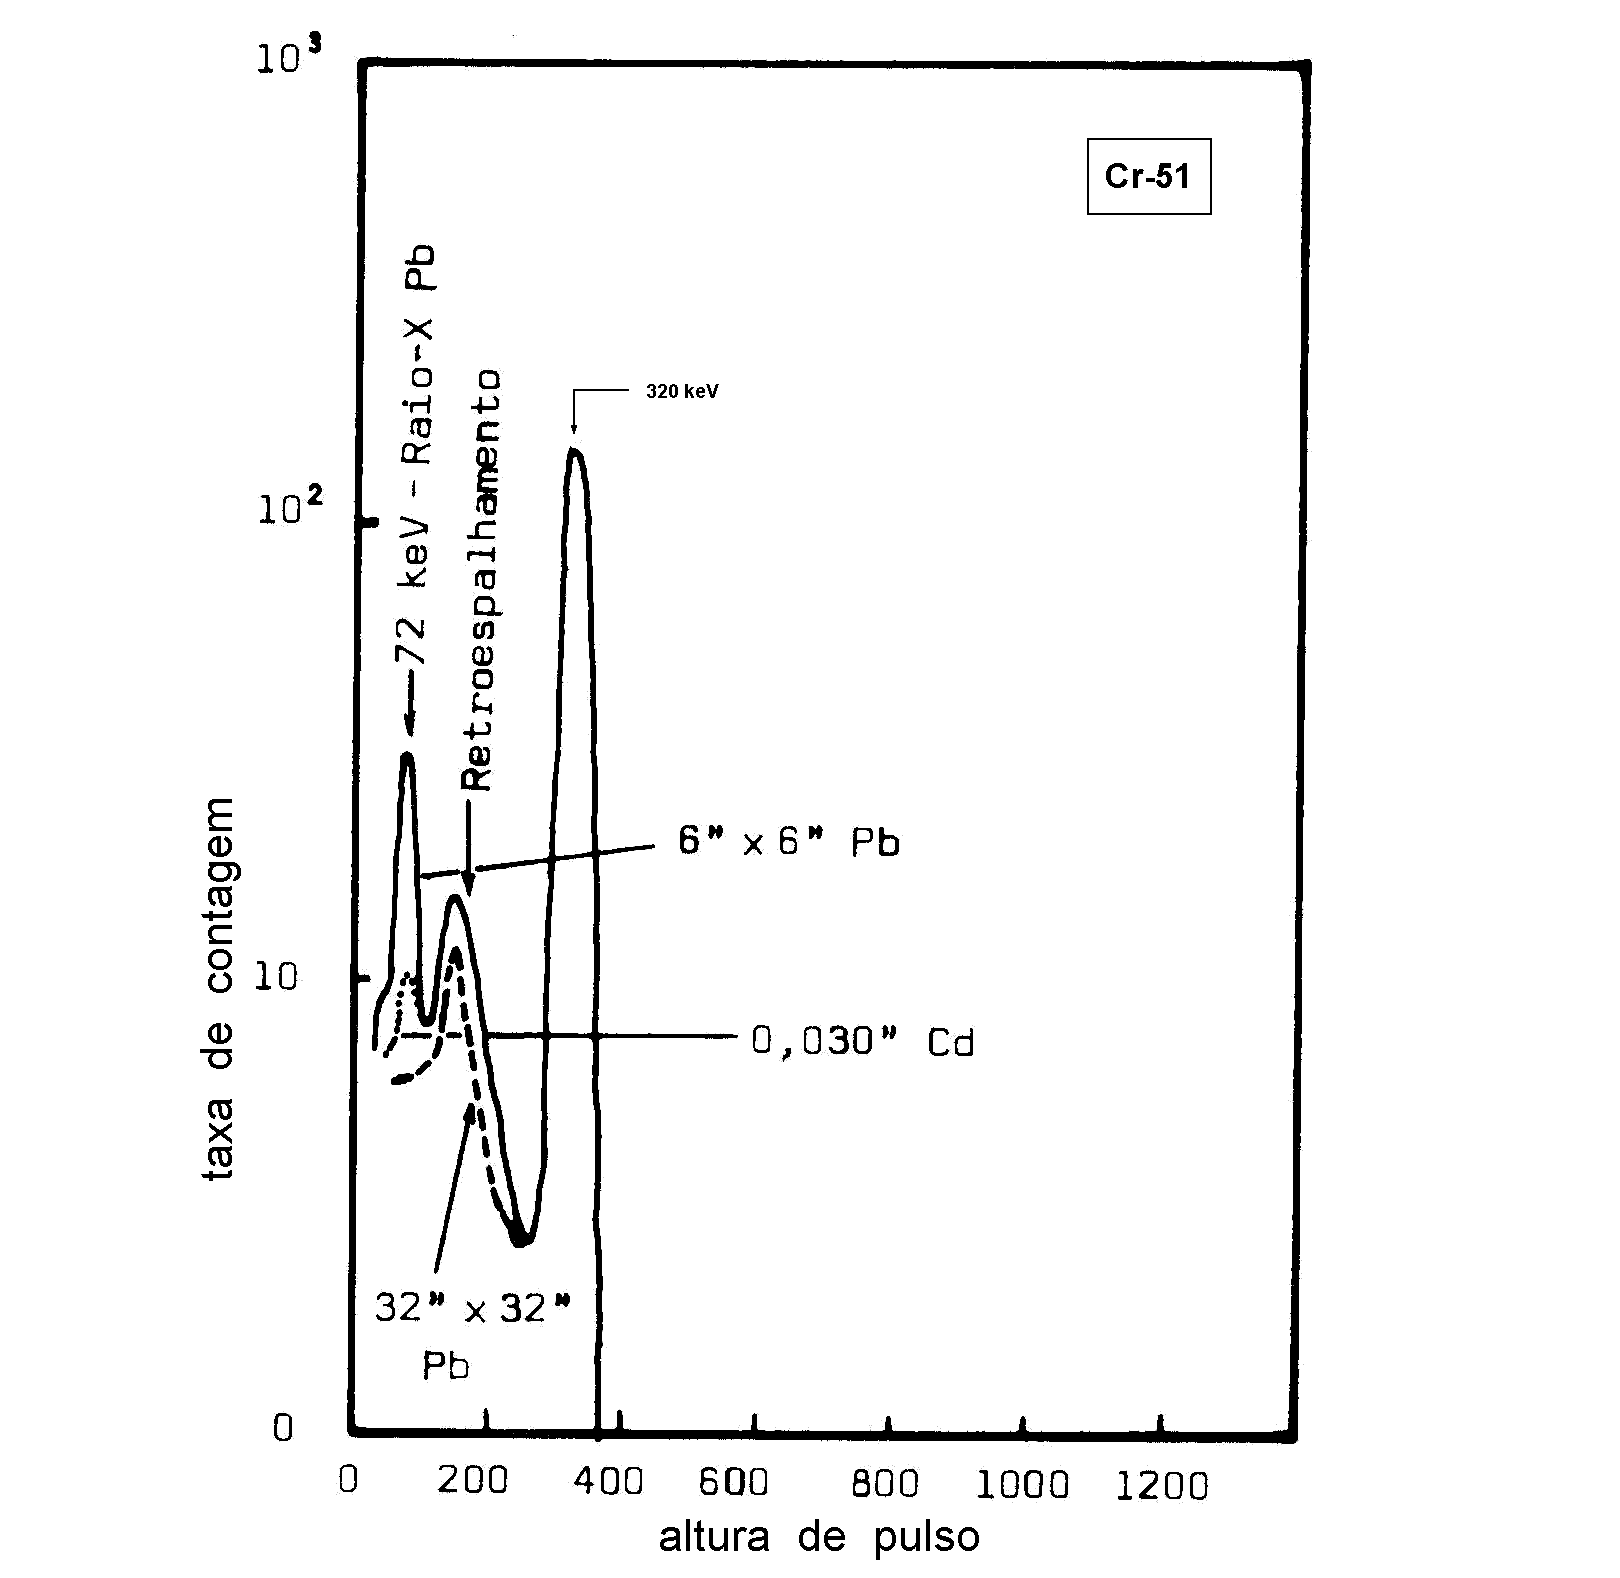 10³
Cr-51
72 keV - Raio-X Pb
Retroespalhamento
320 keV
10²
6" x 6" Pb
10
0,030" Cd
32" x 32"
Pb
0
0 200 400 600 800 1000 1200
taxa de contagem
altura de pulso